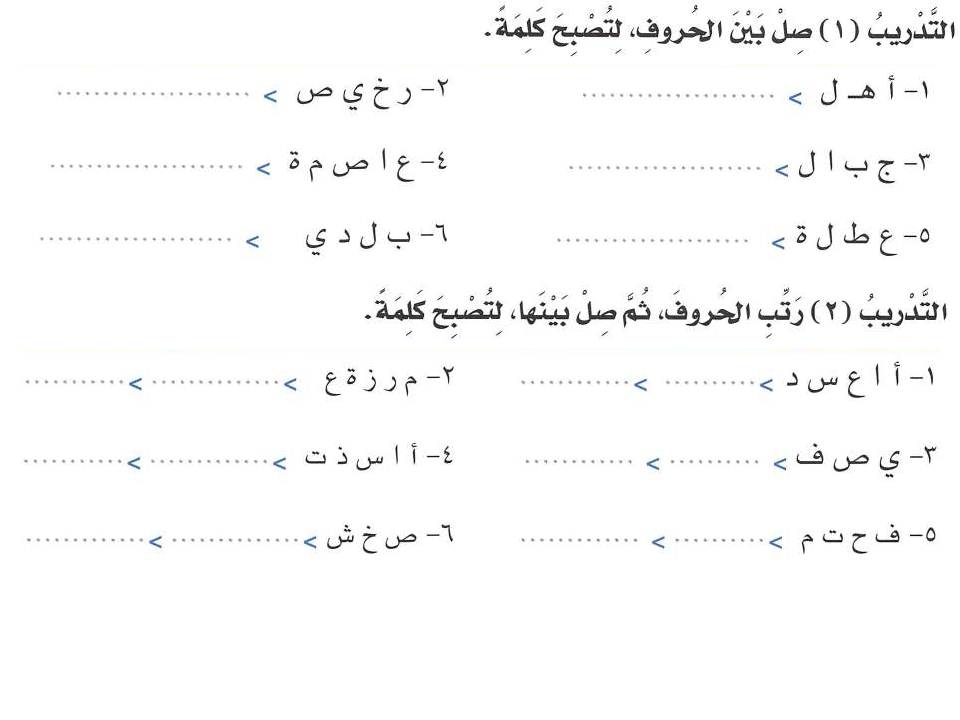 التَّدْرِيبُ (١) صِلْ بَيْنَ الحُروفِ، لِتُصْبِحَ كَلِمَةً.
١- أ هـ ل > ..................... ٢- ر خ ي ص > .....................
٣- ج ب ا ل > ..................... ٤- ع ا ص م ة > .....................
٥- ع ط ل ة > ..................... ٦- ب ل د ي > .....................
التَّدْرِيبُ (٢) رَتِّبِ الحُروفَ، ثُمَّ صِلْ بَيْنَها، لِتُصْبِحَ كَلِمَةً.
١- أ ا ع س د > .......... > ............ ٢- م ر ز ة ع > .............. > .............
٣- ي ص ف > .......... > ............ ٤- أ ا س ذ ت > ............. > .............
٥- ف ح ت م > .......... > ............. ٦- ص خ ش > .............. > .............